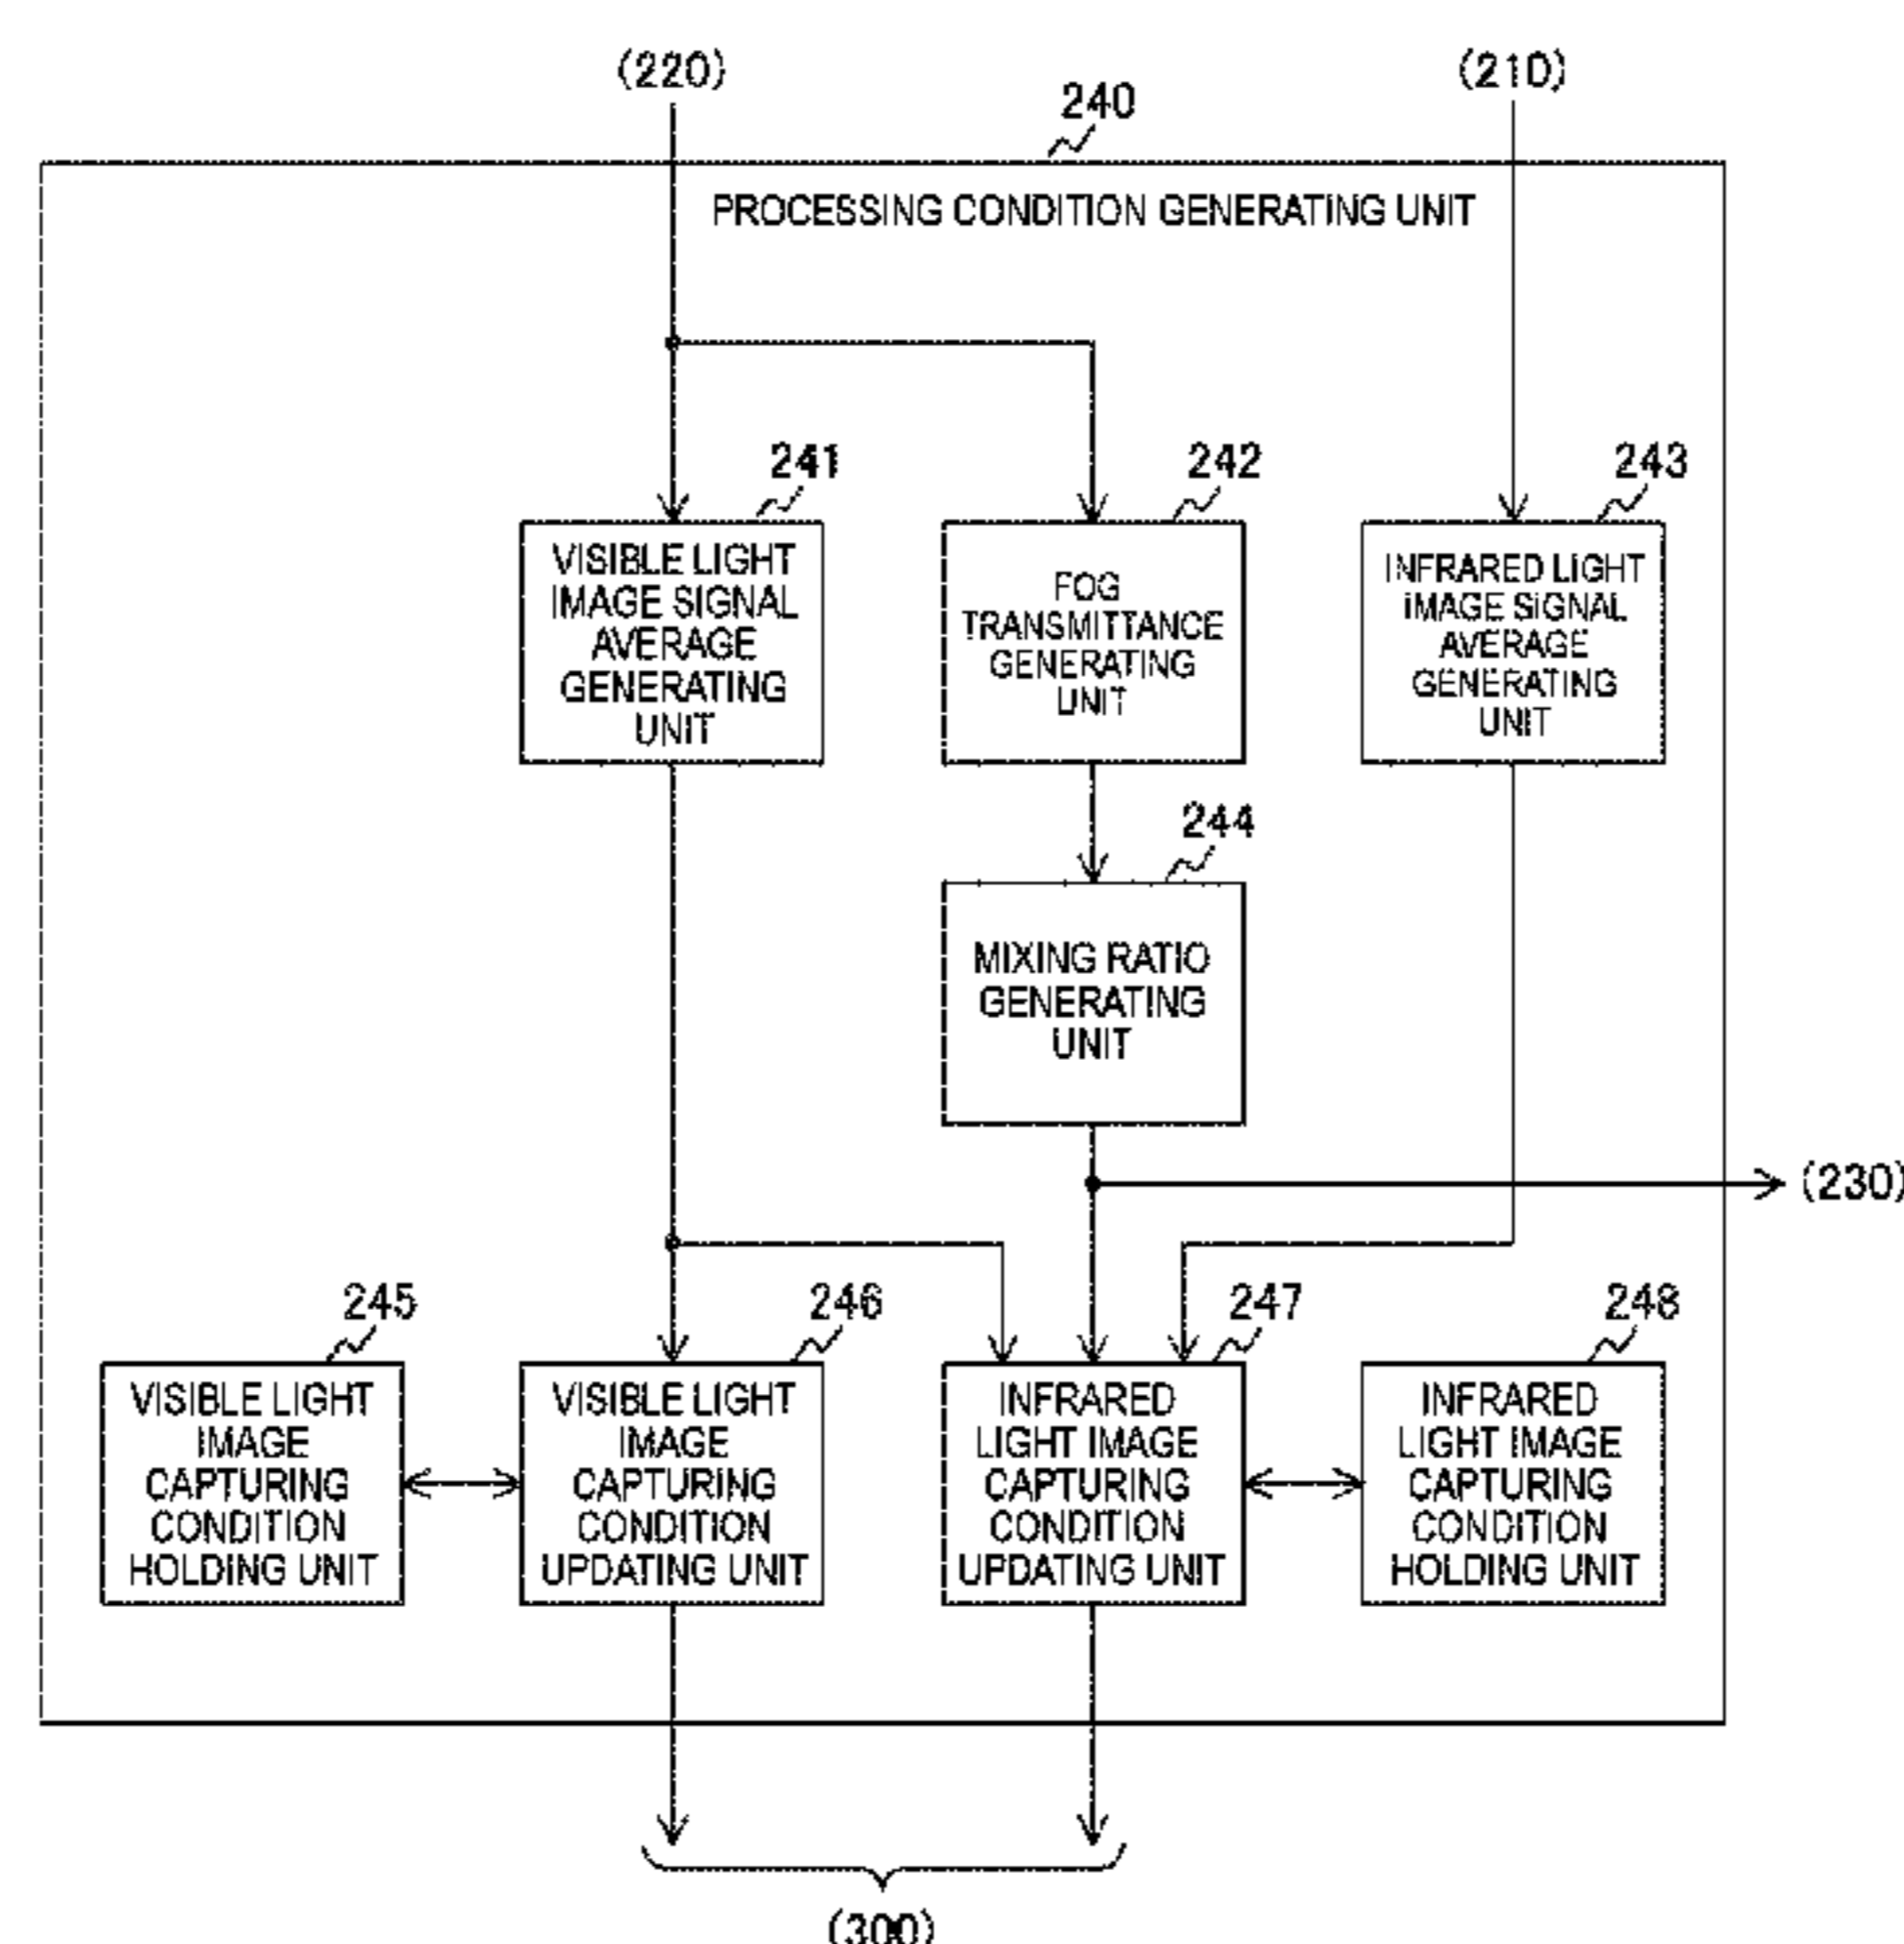 (220)
(210)
240
PROCESSING CONDITION GENERATING UNIT
241
242
243
VISIBLE LIGHT
IMAGE SIGNAL
AVERAGE
GENERATING
UNIT
FOG
TRANSMITTANCE
GENERATING
UNIT
INFRARED LIGHT
IMAGE SIGNAL
AVERAGE
GENERATING
UNIT
244
MIXING RATIO
GENERATING
UNIT
(230)
245
246
247
248
VISIBLE LIGHT
IMAGE
CAPTURING
CONDITION
HOLDING UNIT
VISIBLE LIGHT
IMAGE
CAPTURING
CONDITION
UPDATING UNIT
INFRARED
LIGHT IMAGE
CAPTURING
CONDITION
UPDATING UNIT
INFRARED
LIGHT IMAGE
CAPTURING
CONDITION
HOLDING UNIT
(300)